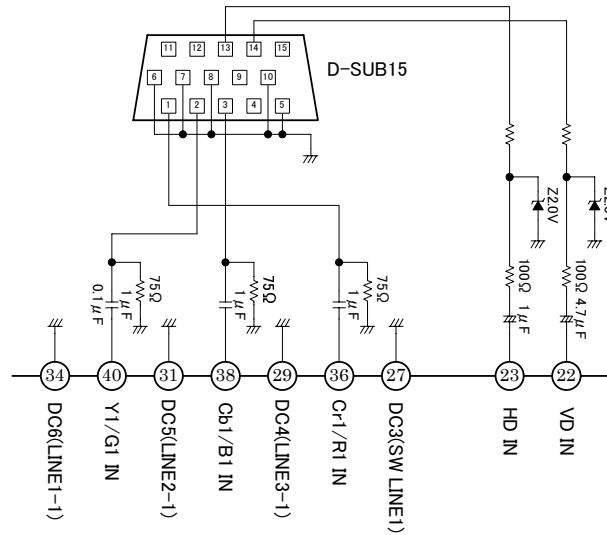 11 12 13 14 15
D-SUB15
6 7 8 9 10
1 2 3 4 5
Z2.0V
75Ω
1μF
0.1μF
75Ω
1μF
75Ω
1μF
100Ω
1μF
100Ω
4.7μF
34 40 31 38 29 36 27 23 22
DC6(LINE1-1)
Y1/G1 IN
DC5(LINE2-1)
Cb1/B1 IN
DC4(LINE3-1)
Cr1/R1 IN
DC3(SW LINE1)
HD IN
VD IN